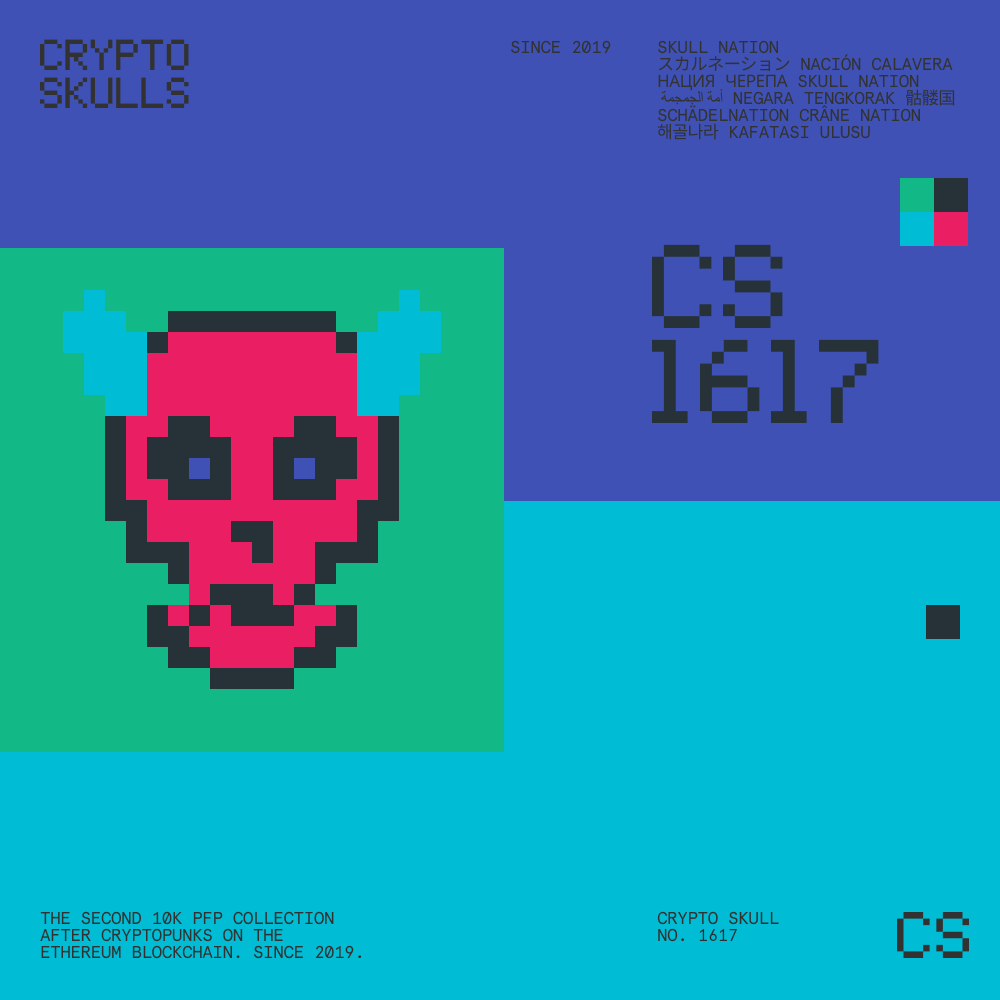 CRYPTO
SKULLS
SINCE 2019
SKULL NATION
スカルネーション NACIÓN CALAVERA
НАЦИЯ ЧЕРЕПА SKULL NATION
أمة الجمجمة NEGARA TENGKORAK 骷髅国
SCHÄDELNATION CRÂNE NATION
해골나라 KAFATASI ULUSU
CS
1617
THE SECOND 10K PFP COLLECTION
AFTER CRYPTOPUNKS ON THE
ETHEREUM BLOCKCHAIN. SINCE 2019.
CRYPTO SKULL
NO. 1617
CS